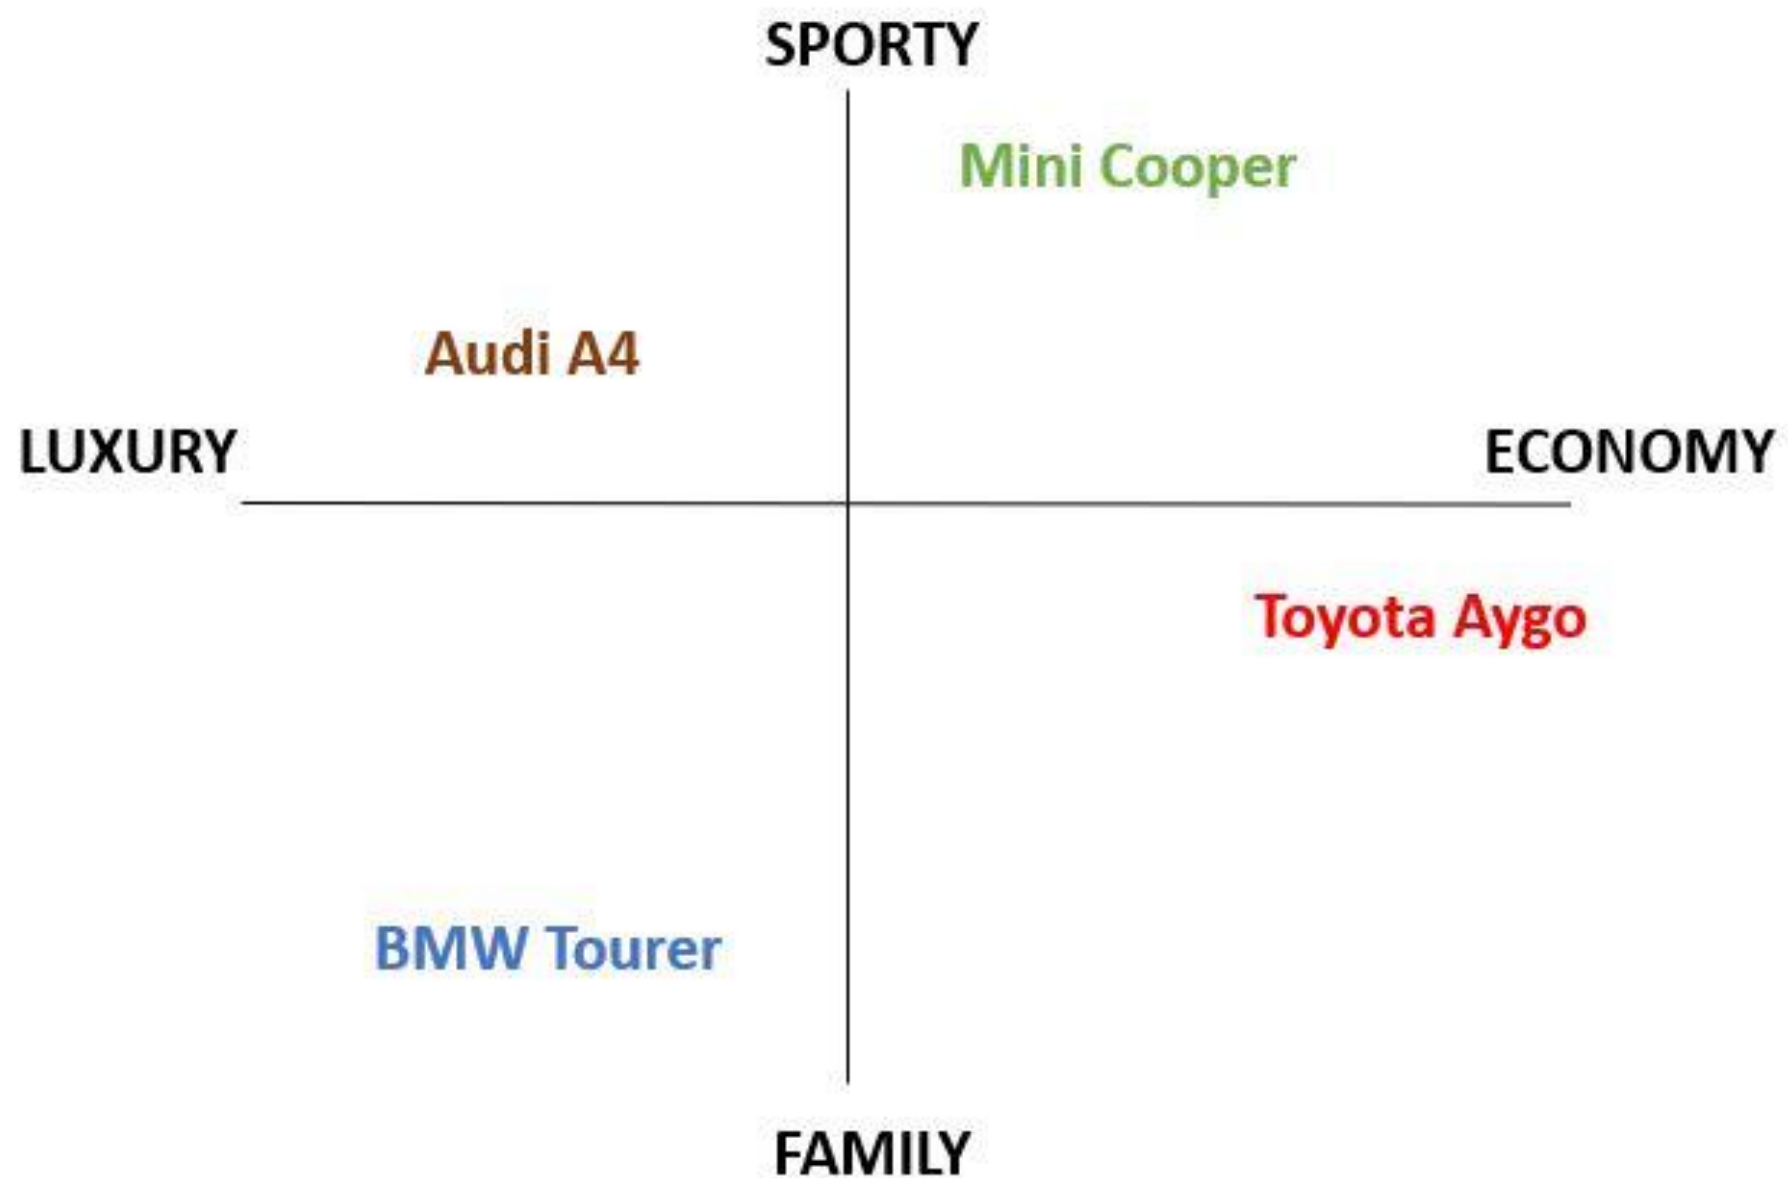 SPORTY
Mini Cooper
Audi A4
LUXURY
ECONOMY
Toyota Aygo
BMW Tourer
FAMILY